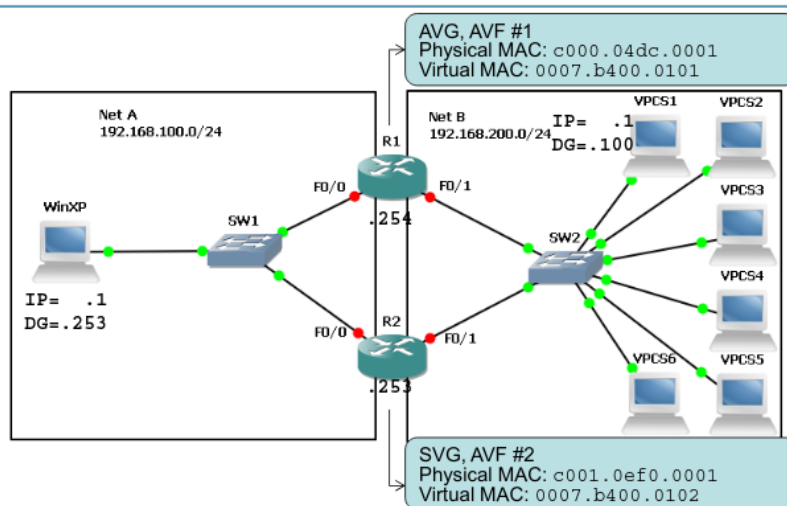 AVG, AVF #1
Physical MAC: c000.04dc.0001
Virtual MAC: 0007.b400.0101
Net A
192.168.100.0/24
Net B
192.168.200.0/24
IP= .1
DG=.100
VPCS1
VPCS2
R1
F0/0
F0/1
.254
WinXP
SW1
SW2
VPCS3
IP= .1
DG=.253
VPCS4
F0/0
R2
F0/1
.253
VPCS6
VPCS5
SVG, AVF #2
Physical MAC: c001.0ef0.0001
Virtual MAC: 0007.b400.0102